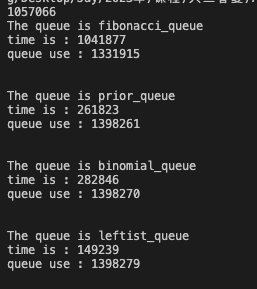 1057066
The queue is fibonacci_queue
time is : 1041877
queue use : 1331915
The queue is prior_queue
time is : 261823
queue use : 1398261
The queue is binomial_queue
time is : 282846
queue use : 1398270
The queue is leftist_queue
time is : 149239
queue use : 1398279